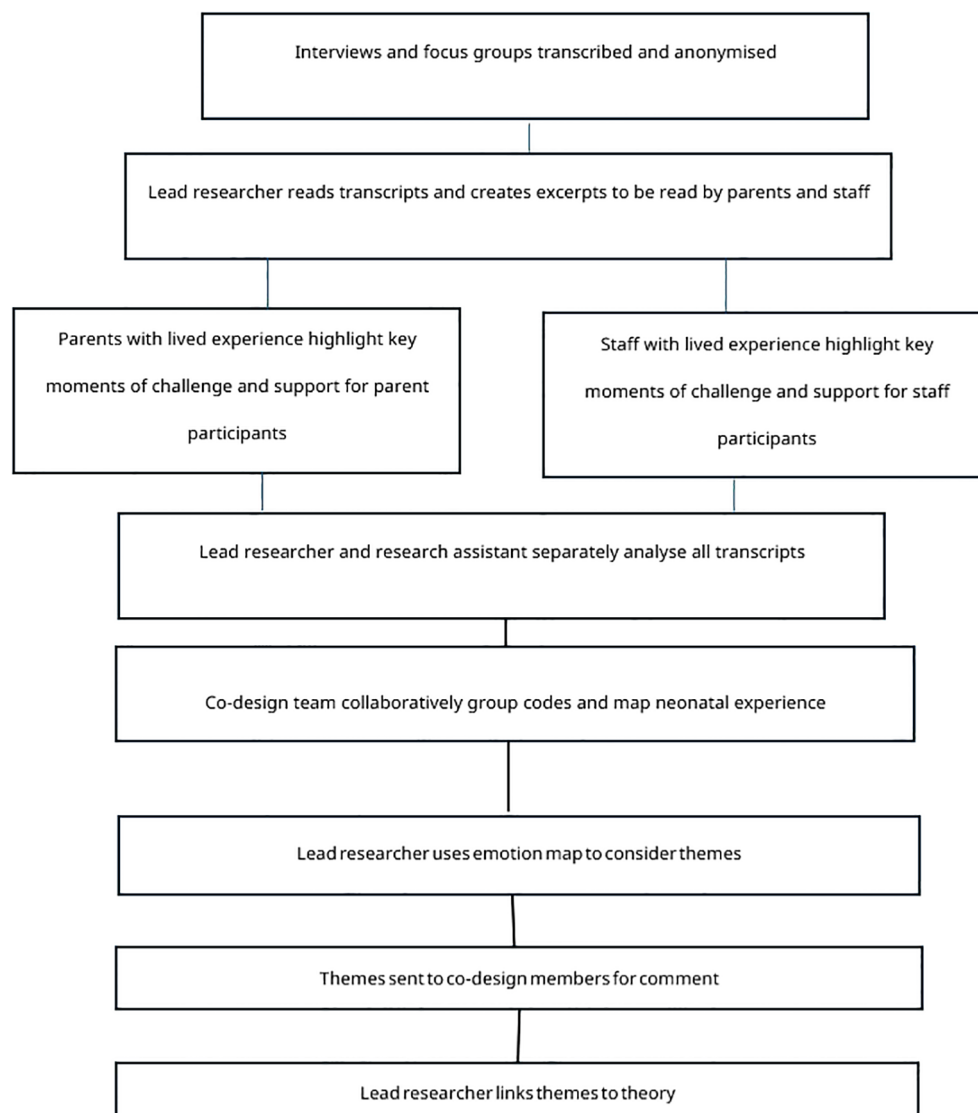 Interviews and focus groups transcribed and anonymised
Lead researcher reads transcripts and creates excerpts to be read by parents and staff
Parents with lived experience highlight key
moments of challenge and support for parent
participants
Staff with lived experience highlight key
moments of challenge and support for staff
participants
Lead researcher and research assistant separately analyse all transcripts
Co-design team collaboratively group codes and map neonatal experience
Lead researcher uses emotion map to consider themes
Themes sent to co-design members for comment
Lead researcher links themes to theory